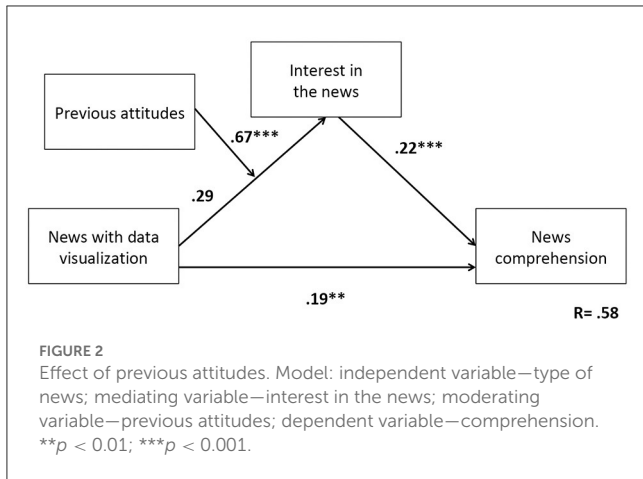 Interest in
the news
Previous attitudes
.67***
.22***
.29
News with data
visualization
News
comprehension
.19**
R= .58
FIGURE 2
Effect of previous attitudes. Model: independent variable—type of
news; mediating variable—interest in the news; moderating
variable—previous attitudes; dependent variable—comprehension.
**p < 0.01; ***p < 0.001.